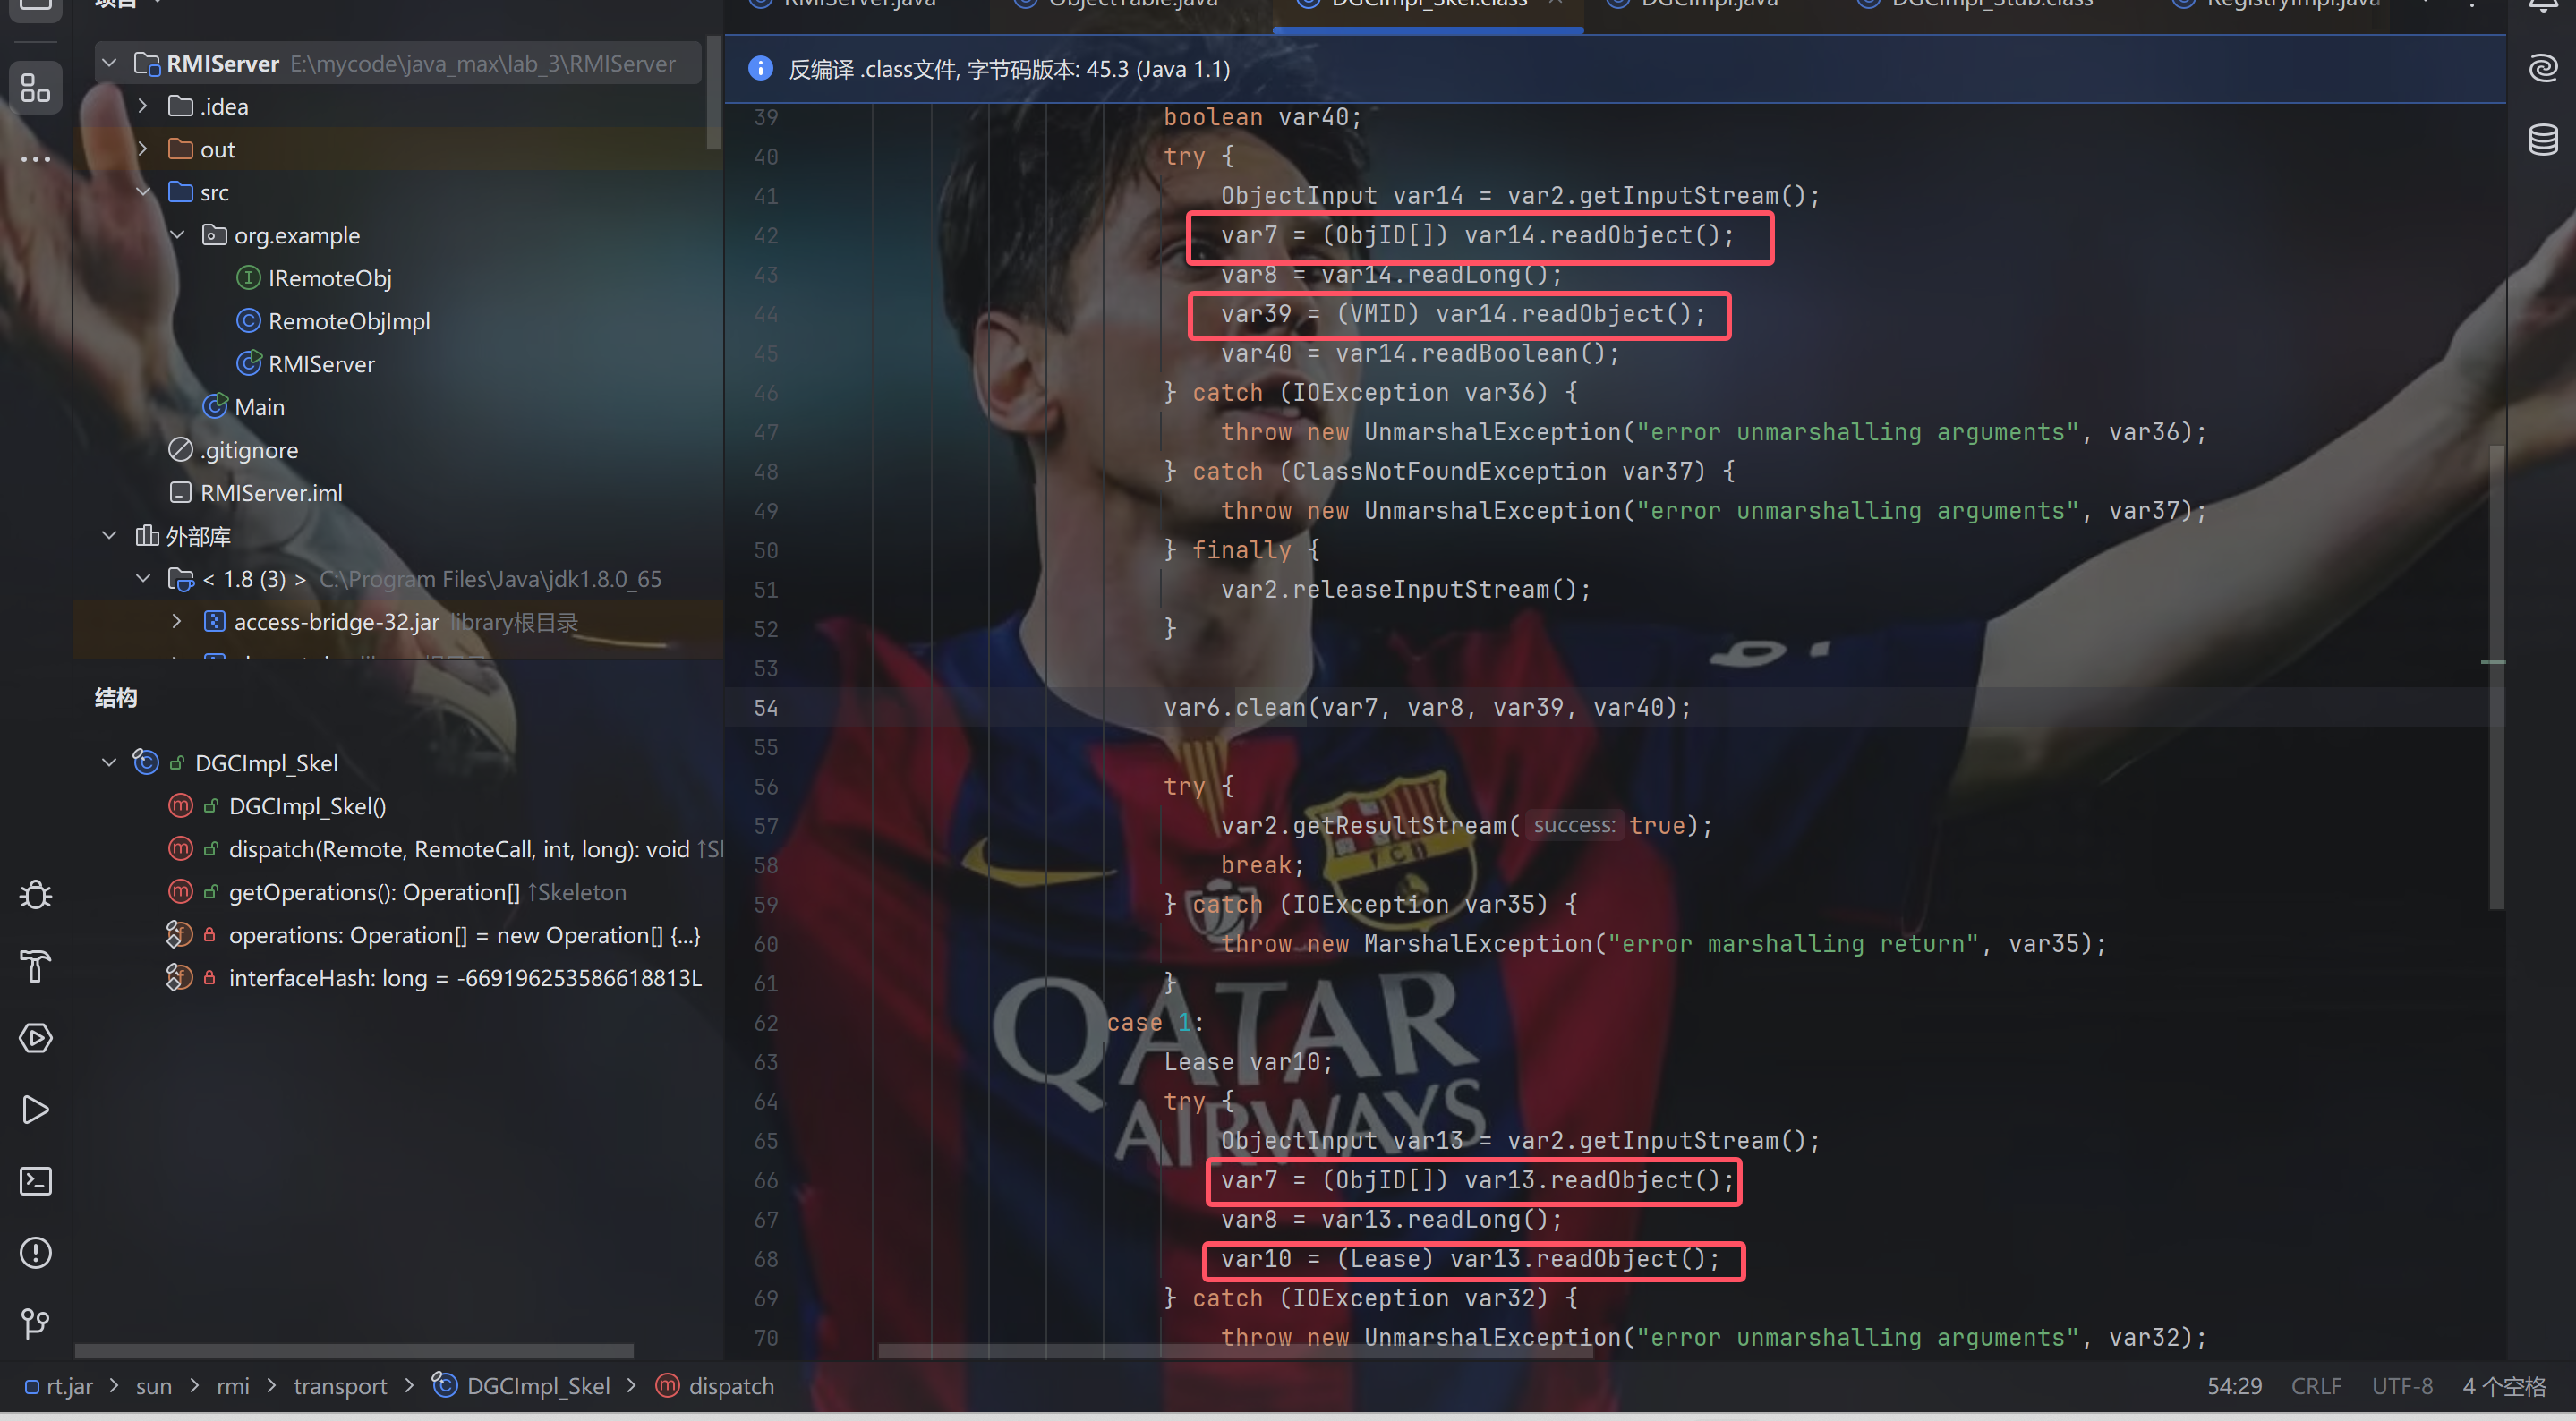 项目
RMIServer E:\mycode\java_max\lab_3\RMIServer
.idea
out
src
org.example
IRemoteObj
RemoteObjImpl
RMIServer
Main
.gitignore
RMIServer.iml
外部库
< 1.8 (3) > C:\Program Files\Java\jdk1.8.0_65
access-bridge-32.jar library根目录
结构
DGCImpl_Skel
DGCImpl_Skel()
dispatch(Remote, RemoteCall, int, long): void ↑Sk
getOperations(): Operation[] ↑Skeleton
operations: Operation[] = new Operation[] {...}
interfaceHash: long = -669196253586618813L
RMIServer.java ObjectTable.java DGCImpl_Skel.class DGCImpl.java DGCImpl_Stub.class RegistryImpl.java
反编译 .class文件, 字节码版本: 45.3 (Java 1.1)
39 boolean var40;
40 try {
41 ObjectInput var14 = var2.getInputStream();
42 var7 = (ObjID[]) var14.readObject();
43 var8 = var14.readLong();
44 var39 = (VMID) var14.readObject();
45 var40 = var14.readBoolean();
46 } catch (IOException var36) {
47 throw new UnmarshalException("error unmarshalling arguments", var36);
48 } catch (ClassNotFoundException var37) {
49 throw new UnmarshalException("error unmarshalling arguments", var37);
50 } finally {
51 var2.releaseInputStream();
52 }
53
54 var6.clean(var7, var8, var39, var40);
55
56 try {
57 var2.getResultStream( success: true);
58 break;
59 } catch (IOException var35) {
60 throw new MarshalException("error marshalling return", var35);
61 }
62 case 1:
63 Lease var10;
64 try {
65 ObjectInput var13 = var2.getInputStream();
66 var7 = (ObjID[]) var13.readObject();
67 var8 = var13.readLong();
68 var10 = (Lease) var13.readObject();
69 } catch (IOException var32) {
70 throw new UnmarshalException("error unmarshalling arguments", var32);
fcb
QATAR
AIRWAYS
rt.jar > sun > rmi > transport > DGCImpl_Skel > dispatch
54:29 CRLF UTF-8 4 个空格